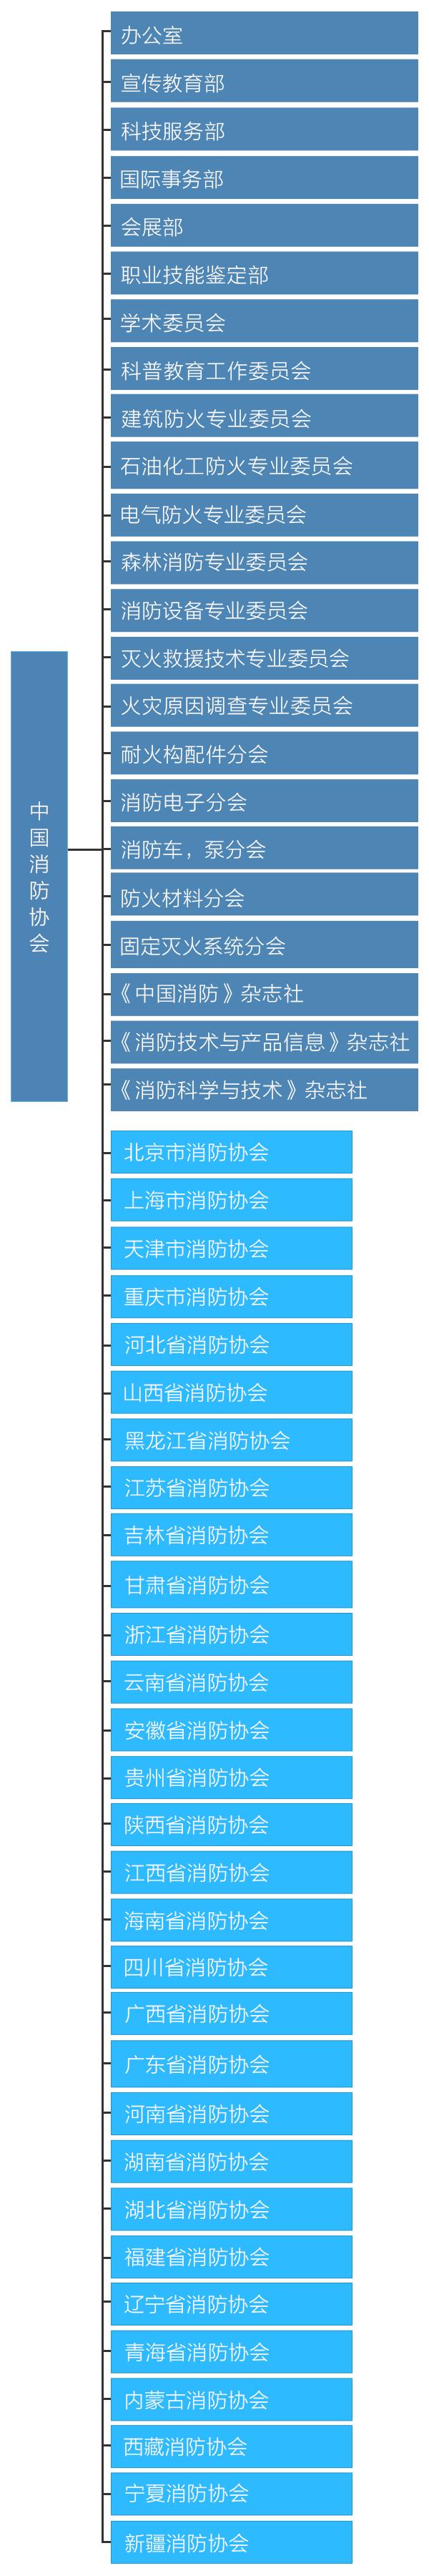 办公室
宣传教育部
科技服务部
国际事务部
会展部
职业技能鉴定部
学术委员会
科普教育工作委员会
建筑防火专业委员会
石油化工防火专业委员会
电气防火专业委员会
森林消防专业委员会
消防设备专业委员会
灭火救援技术专业委员会
火灾原因调查专业委员会
耐火构配件分会
消防电子分会
消防车，泵分会
防火材料分会
固定灭火系统分会
《中国消防》杂志社
《消防技术与产品信息》杂志社
《消防科学与技术》杂志社
中国消防协会
北京市消防协会
上海市消防协会
天津市消防协会
重庆市消防协会
河北省消防协会
山西省消防协会
黑龙江省消防协会
江苏省消防协会
吉林省消防协会
甘肃省消防协会
浙江省消防协会
云南省消防协会
安徽省消防协会
贵州省消防协会
陕西省消防协会
江西省消防协会
海南省消防协会
四川省消防协会
广西省消防协会
广东省消防协会
河南省消防协会
湖南省消防协会
湖北省消防协会
福建省消防协会
辽宁省消防协会
青海省消防协会
内蒙古消防协会
西藏消防协会
宁夏消防协会
新疆消防协会